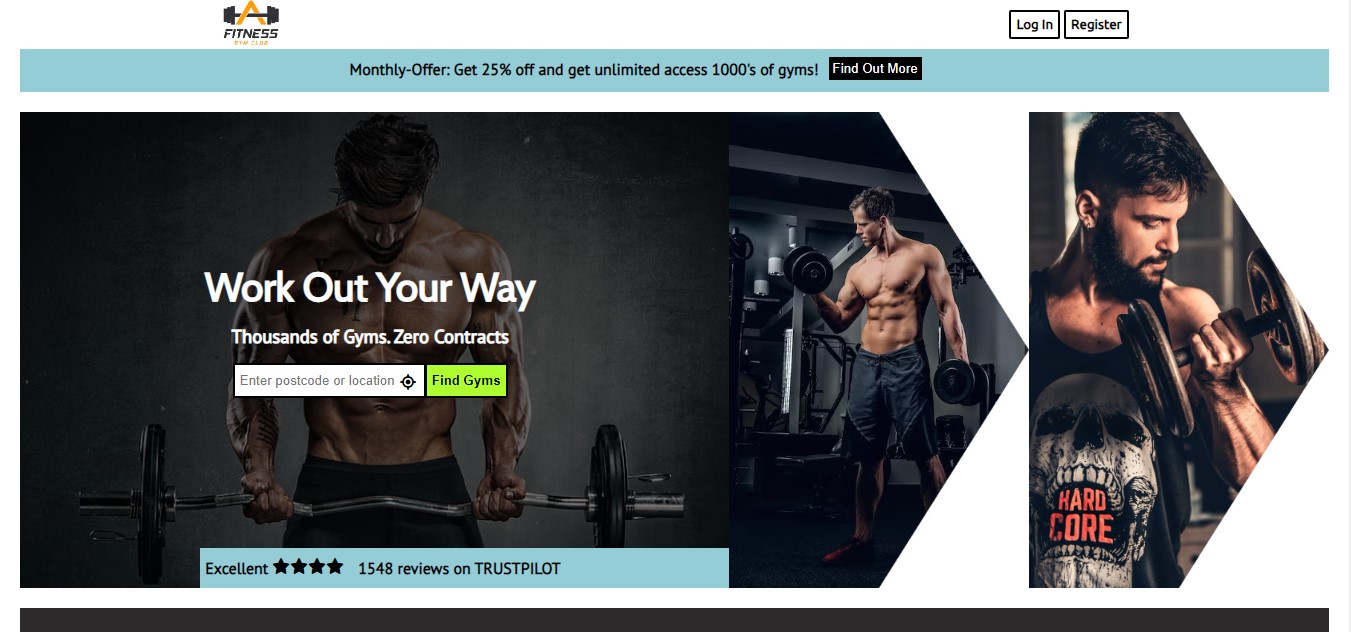 FITNESS
GYM CLUB
Log In
Register
Monthly-Offer: Get 25% off and get unlimited access 1000's of gyms!
Find Out More
Work Out Your Way
Thousands of Gyms. Zero Contracts
Enter postcode or location
Find Gyms
HARD
CORE
Excellent
1548 reviews on TRUSTPILOT